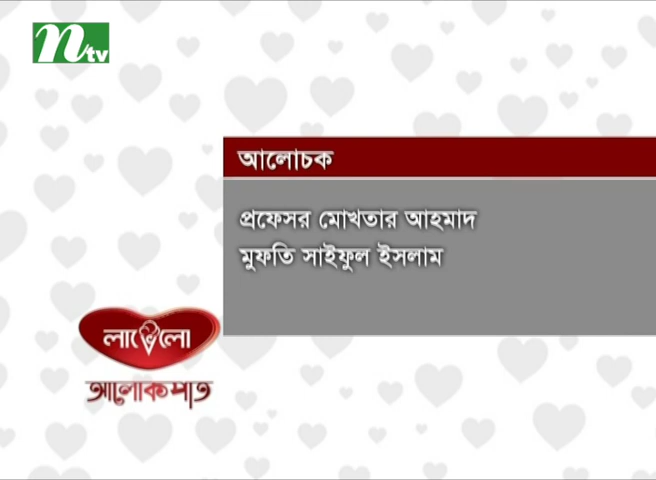 ntv
আলোচক
প্রফেসর মোখতার আহমাদ
মুফতি সাইফুল ইসলাম
লাভেলো
আলোকপাত